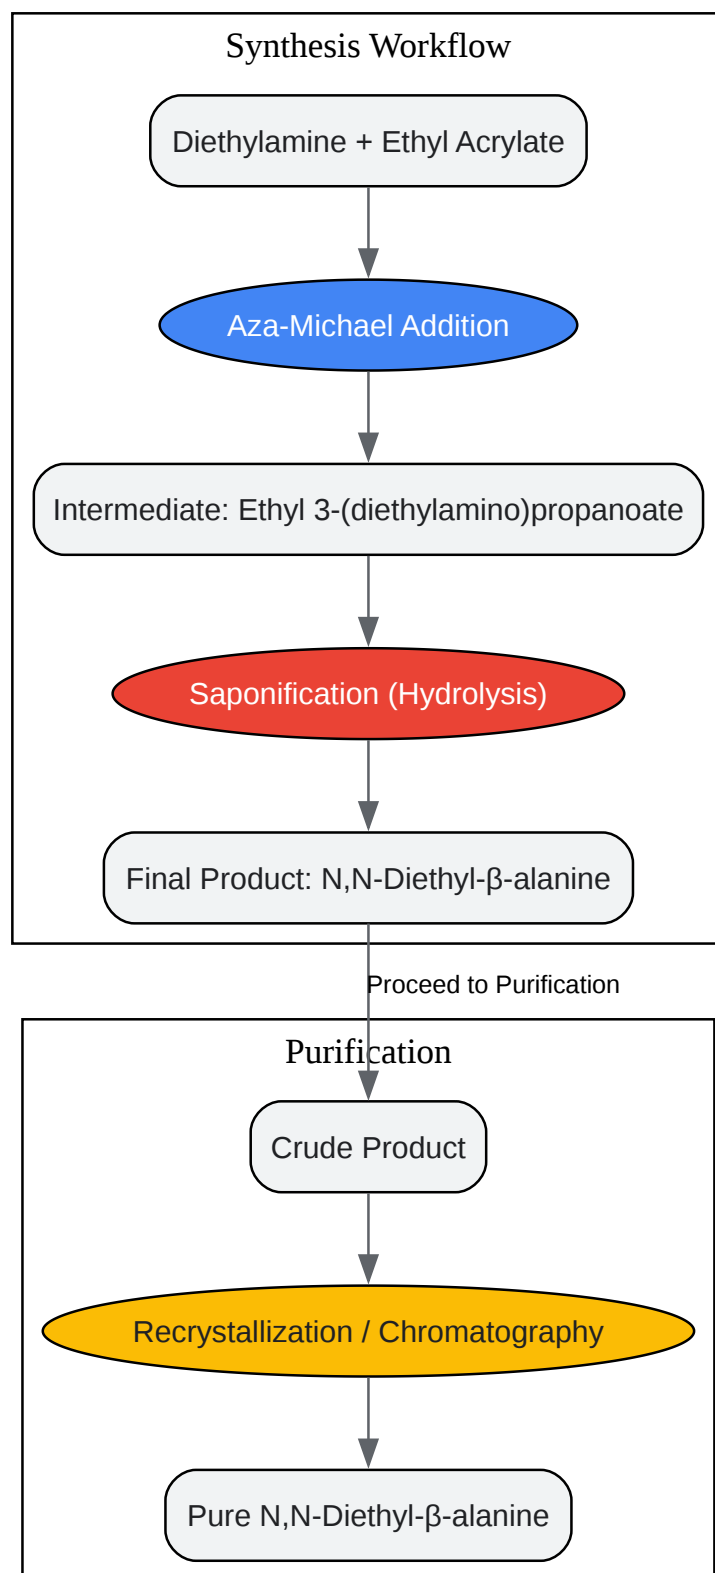 Synthesis Workflow
Diethylamine + Ethyl Acrylate
Aza-Michael Addition
Intermediate: Ethyl 3-(diethylamino)propanoate
Saponification (Hydrolysis)
Final Product: N,N-Diethyl-β-alanine
Proceed to Purification
Purification
Crude Product
Recrystallization / Chromatography
Pure N,N-Diethyl-β-alanine